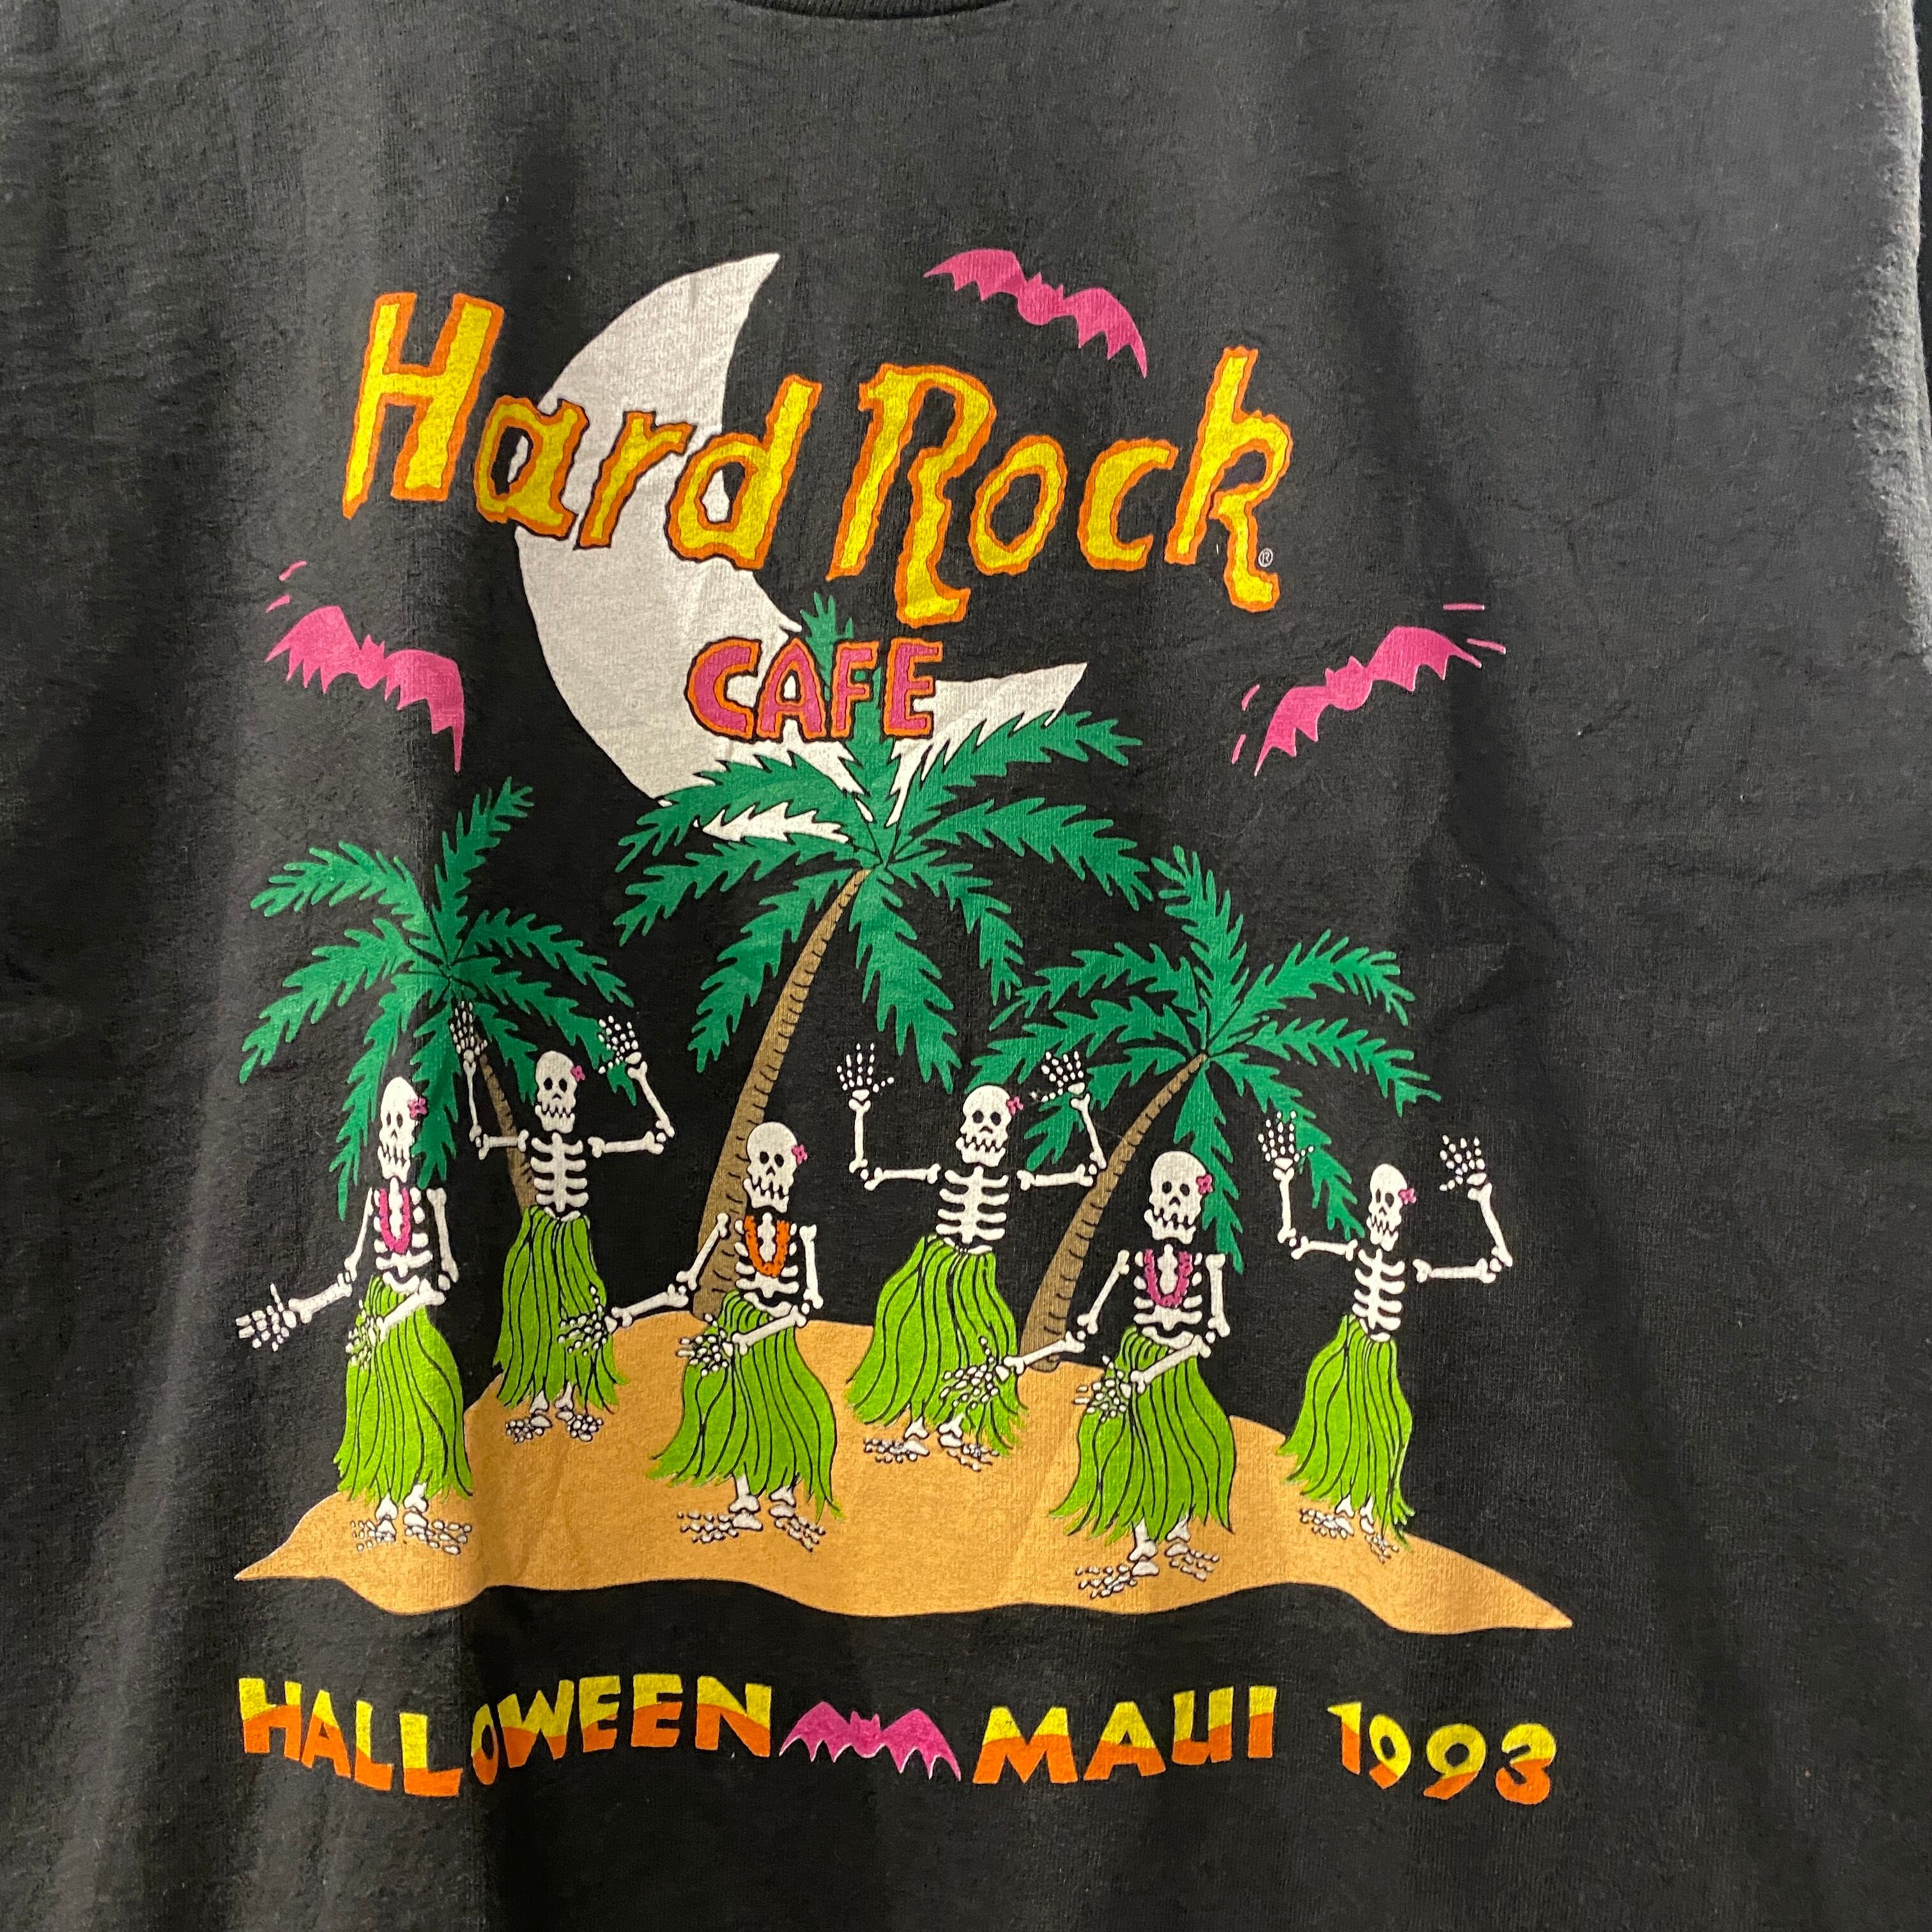 Hard Rock ®
CAFE
HALLOWEEN MAUI 1993